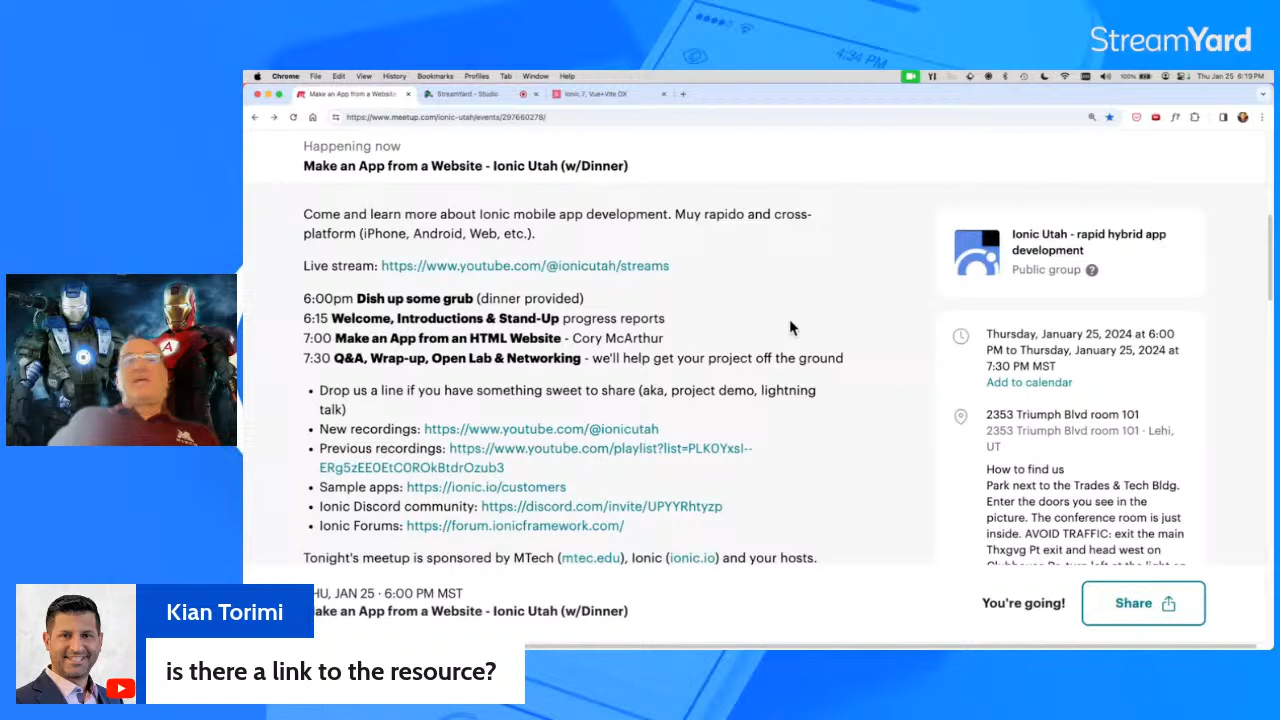 StreamYard
4:34 PM
Chrome File Edit View History Bookmarks Profiles Tab Window Help
100% Thu Jan 25 6:19 PM
Make an App from a Website
StreamYard - Studio
Ionic 7, Vue+Vite DX
https://www.meetup.com/ionic-utah/events/297660278/
Happening now
Make an App from a Website - Ionic Utah (w/Dinner)
Come and learn more about Ionic mobile app development. Muy rapido and cross-
platform (iPhone, Android, Web, etc.).
Live stream: https://www.youtube.com/@ionicutah/streams
6:00pm Dish up some grub (dinner provided)
6:15 Welcome, Introductions & Stand-Up progress reports
7:00 Make an App from an HTML Website - Cory McArthur
7:30 Q&A, Wrap-up, Open Lab & Networking - we'll help get your project off the ground
• Drop us a line if you have something sweet to share (aka, project demo, lightning
talk)
• New recordings: https://www.youtube.com/@ionicutah
• Previous recordings: https://www.youtube.com/playlist?list=PLK0Yxsl--
ERg5zEE0EtC0ROkBtdrOzub3
• Sample apps: https://ionic.io/customers
• Ionic Discord community: https://discord.com/invite/UPYYRhtyzp
• Ionic Forums: https://forum.ionicframework.com/
Tonight's meetup is sponsored by MTech (mtec.edu), Ionic (ionic.io) and your hosts.
Ionic Utah - rapid hybrid app
development
Public group
Thursday, January 25, 2024 at 6:00
PM to Thursday, January 25, 2024 at
7:30 PM MST
Add to calendar
2353 Triumph Blvd room 101
2353 Triumph Blvd room 101 · Lehi,
UT
How to find us
Park next to the Trades & Tech Bldg.
Enter the doors you see in the
picture. The conference room is just
inside. AVOID TRAFFIC: exit the main
Thxgvg Pt exit and head west on
THU, JAN 25 · 6:00 PM MST
Make an App from a Website - Ionic Utah (w/Dinner)
You're going!
Share
Kian Torimi
is there a link to the resource?